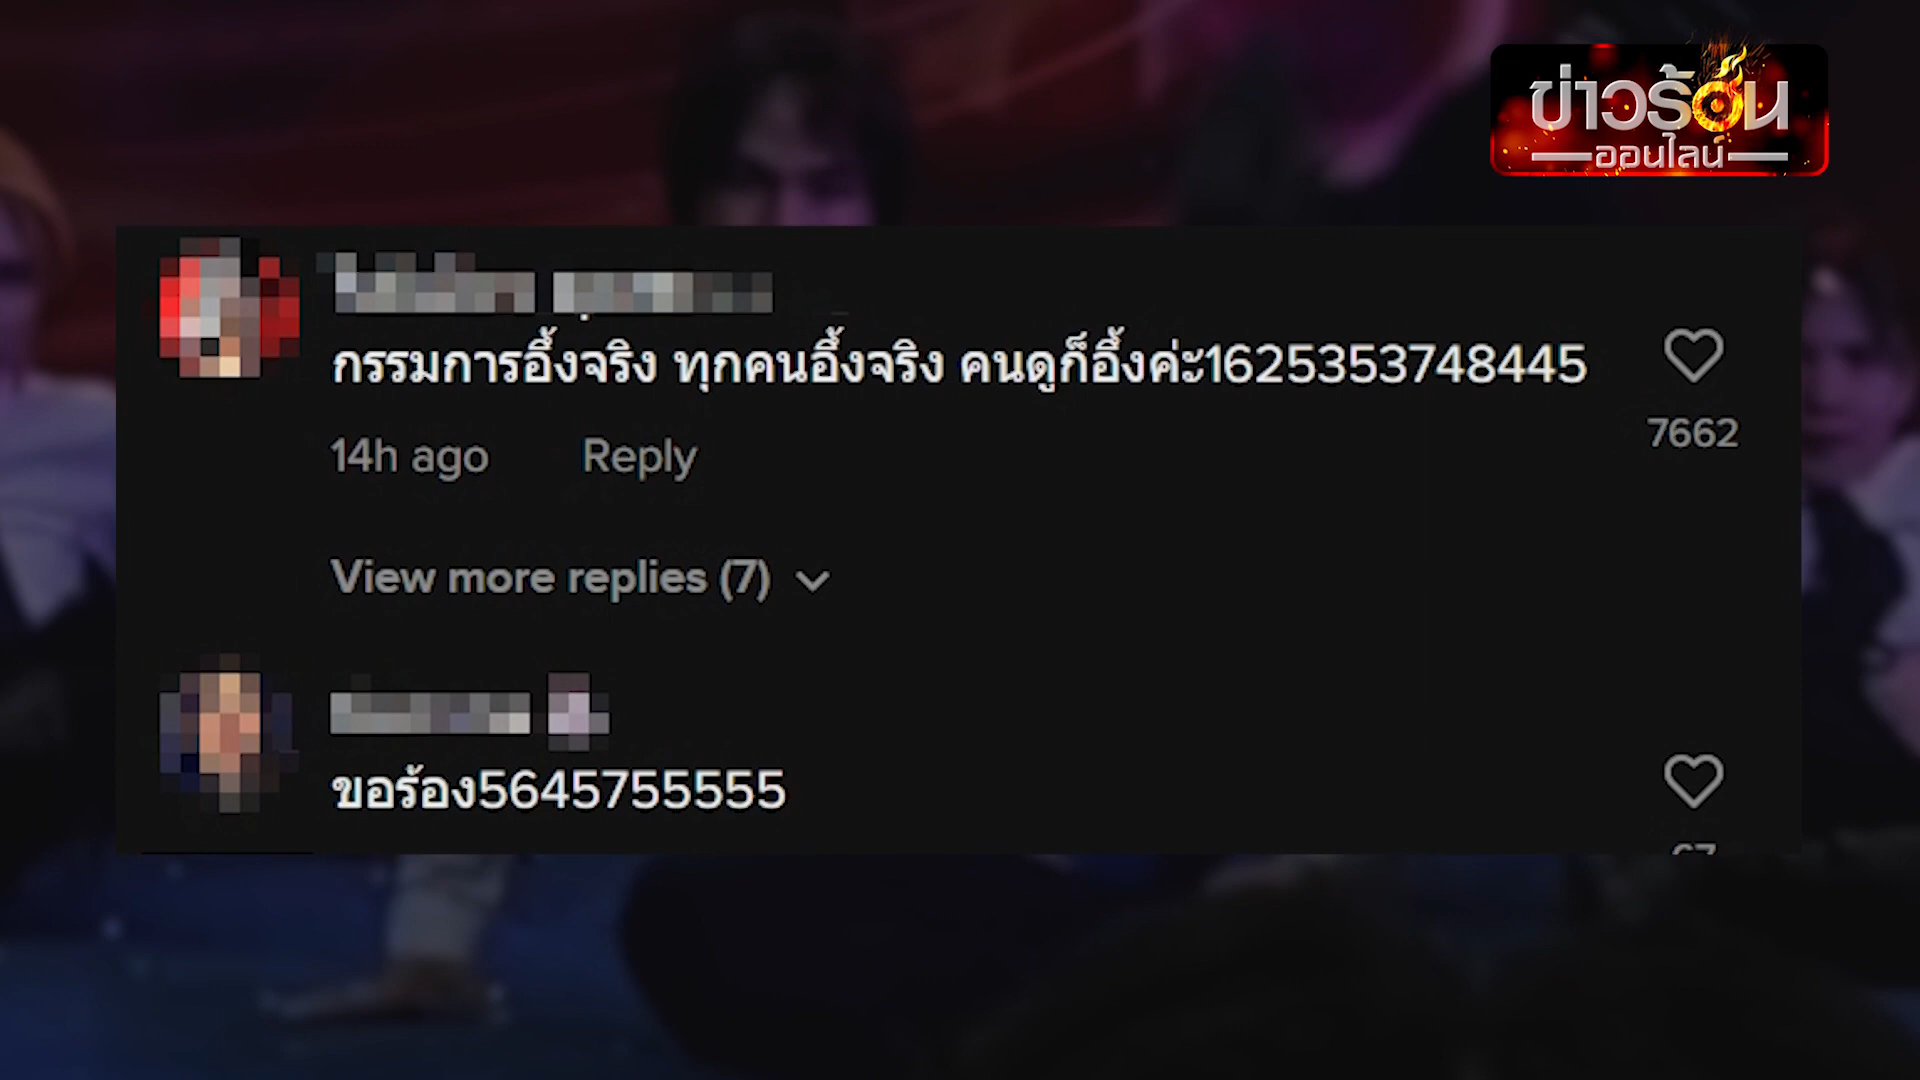 ข่าวร้อน
ออนไลน์
กรรมการอึ้งจริง ทุกคนอึ้งจริง คนดูก็อึ้งค่ะ1625353748445
7662
14h ago Reply
View more replies (7)
ขอร้อง5645755555